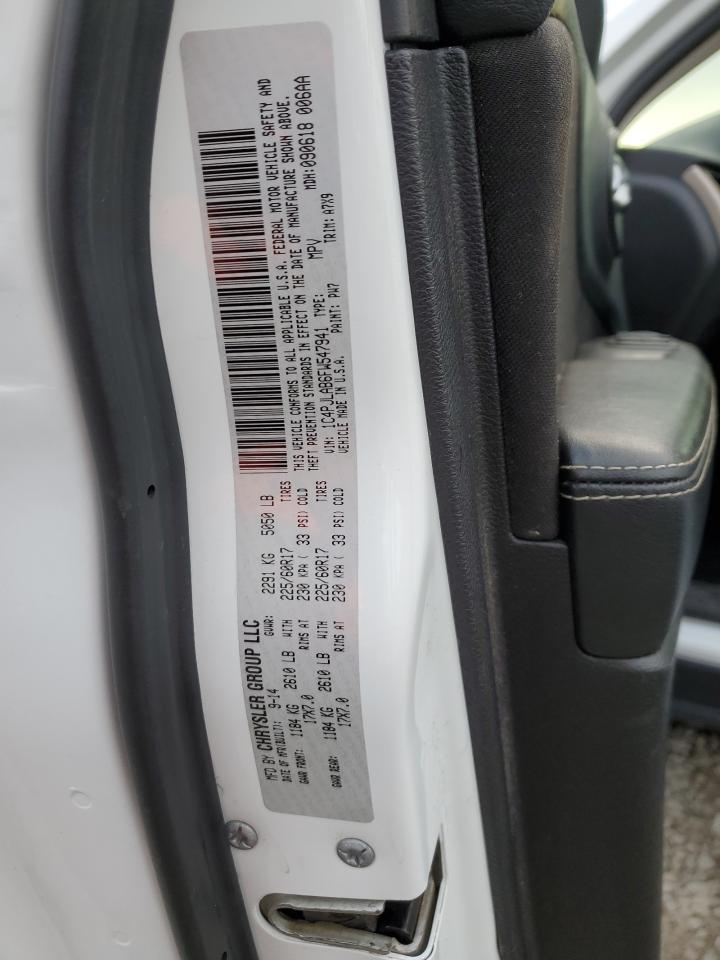 MFD BY CHRYSLER GROUP LLC
DATE OF MFR(BUILT): 9-14 GVWR: 2291 KG 5050 LB
GAWR FRONT: 1184 KG 2610 LB WITH 225/60R17 TIRES
17X7.0 RIMS AT 230 KPA ( 33 PSI) COLD
GAWR REAR: 1184 KG 2610 LB WITH 225/60R17 TIRES
17X7.0 RIMS AT 230 KPA ( 33 PSI) COLD
THIS VEHICLE CONFORMS TO ALL APPLICABLE U.S.A. FEDERAL MOTOR VEHICLE SAFETY AND
THEFT PREVENTION STANDARDS IN EFFECT ON THE DATE OF MANUFACTURE SHOWN ABOVE.
VIN: 1C4PJLAB6FW547941 TYPE: MPV MDH:090618 006AA
VEHICLE MADE IN U.S.A. PAINT: PW7 TRIM: A7X9